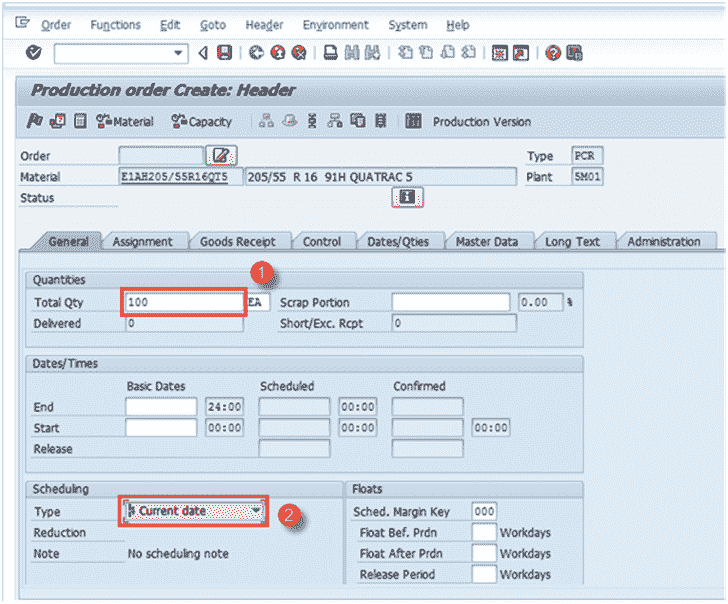 Order Functions Edit Goto Header Environment System Help
Production order Create: Header
Material Capacity Production Version
Order Type PCR
Material E1AH205/55R16QT5 205/55 R 16 91H QUATRAC 5 Plant 5M01
Status
General Assignment Goods Receipt Control Dates/Qties Master Data Long Text Administration
1
Quantities
Total Qty 100 EA Scrap Portion 0.00 %
Delivered 0 Short/Exc. Rcpt 0
Dates/Times
Basic Dates Scheduled Confirmed
End 24:00 00:00
Start 00:00 00:00 00:00
Release
Scheduling Floats
Type Current date 2 Sched. Margin Key 000
Reduction Float Bef. Prdn Workdays
Note No scheduling note Float After Prdn Workdays
Release Period Workdays